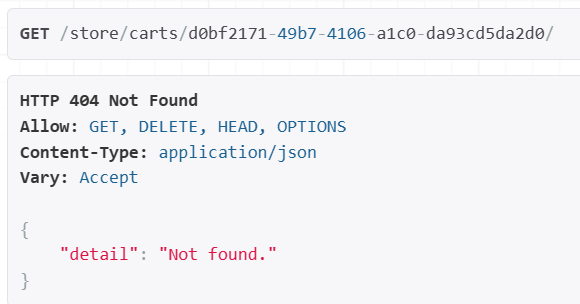 GET /store/carts/d0bf2171-49b7-4106-a1c0-da93cd5da2d0/
HTTP 404 Not Found
Allow: GET, DELETE, HEAD, OPTIONS
Content-Type: application/json
Vary: Accept
{
    "detail": "Not found."
}